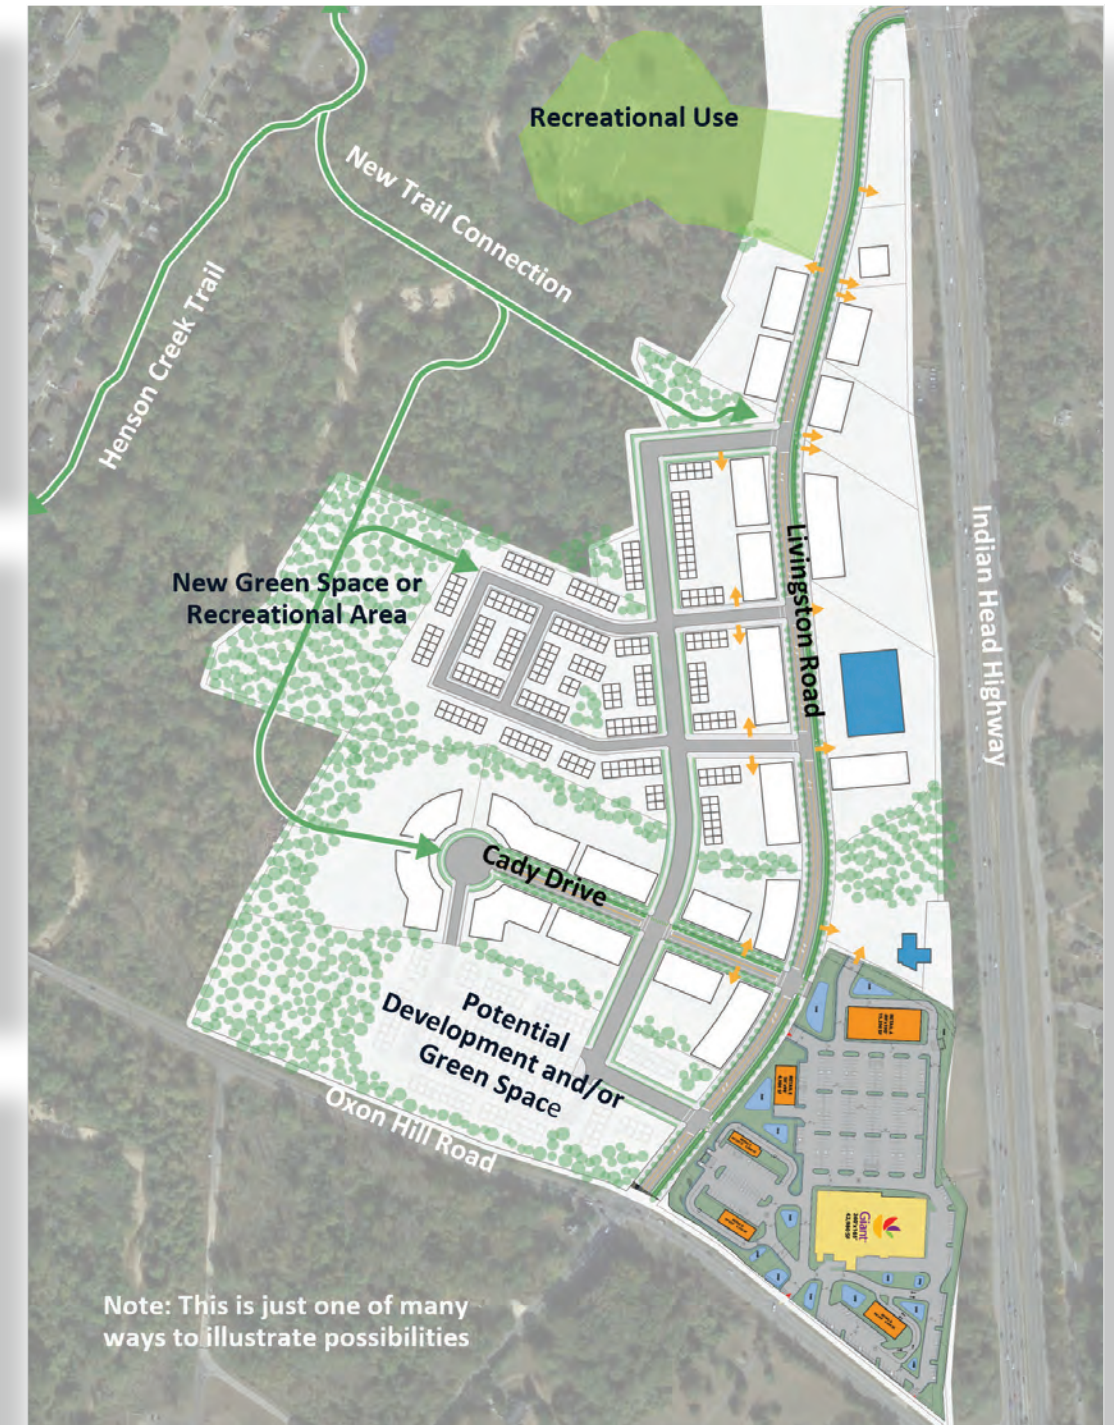 Recreational Use
New Trail Connection
Henson Creek Trail
New Green Space or
Recreational Area
Livingston Road
Indian Head Highway
Cady Drive
Potential
Development and/or
Green Space
Oxon Hill Road
Giant
Note: This is just one of many
ways to illustrate possibilities